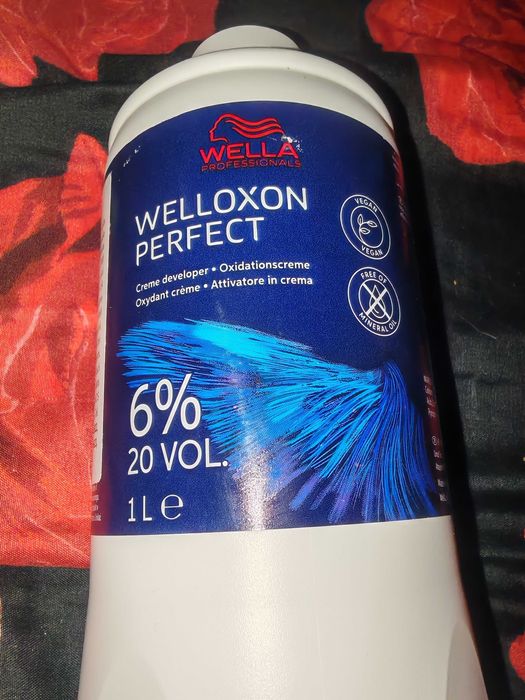 WELLA
PROFESSIONALS
WELLOXON
PERFECT
Creme developer • Oxidationscreme
Oxydant crème • Attivatore in crema
VEGAN
VEGAN
FREE OF
MINERAL OIL
6%
20 VOL.
1L e